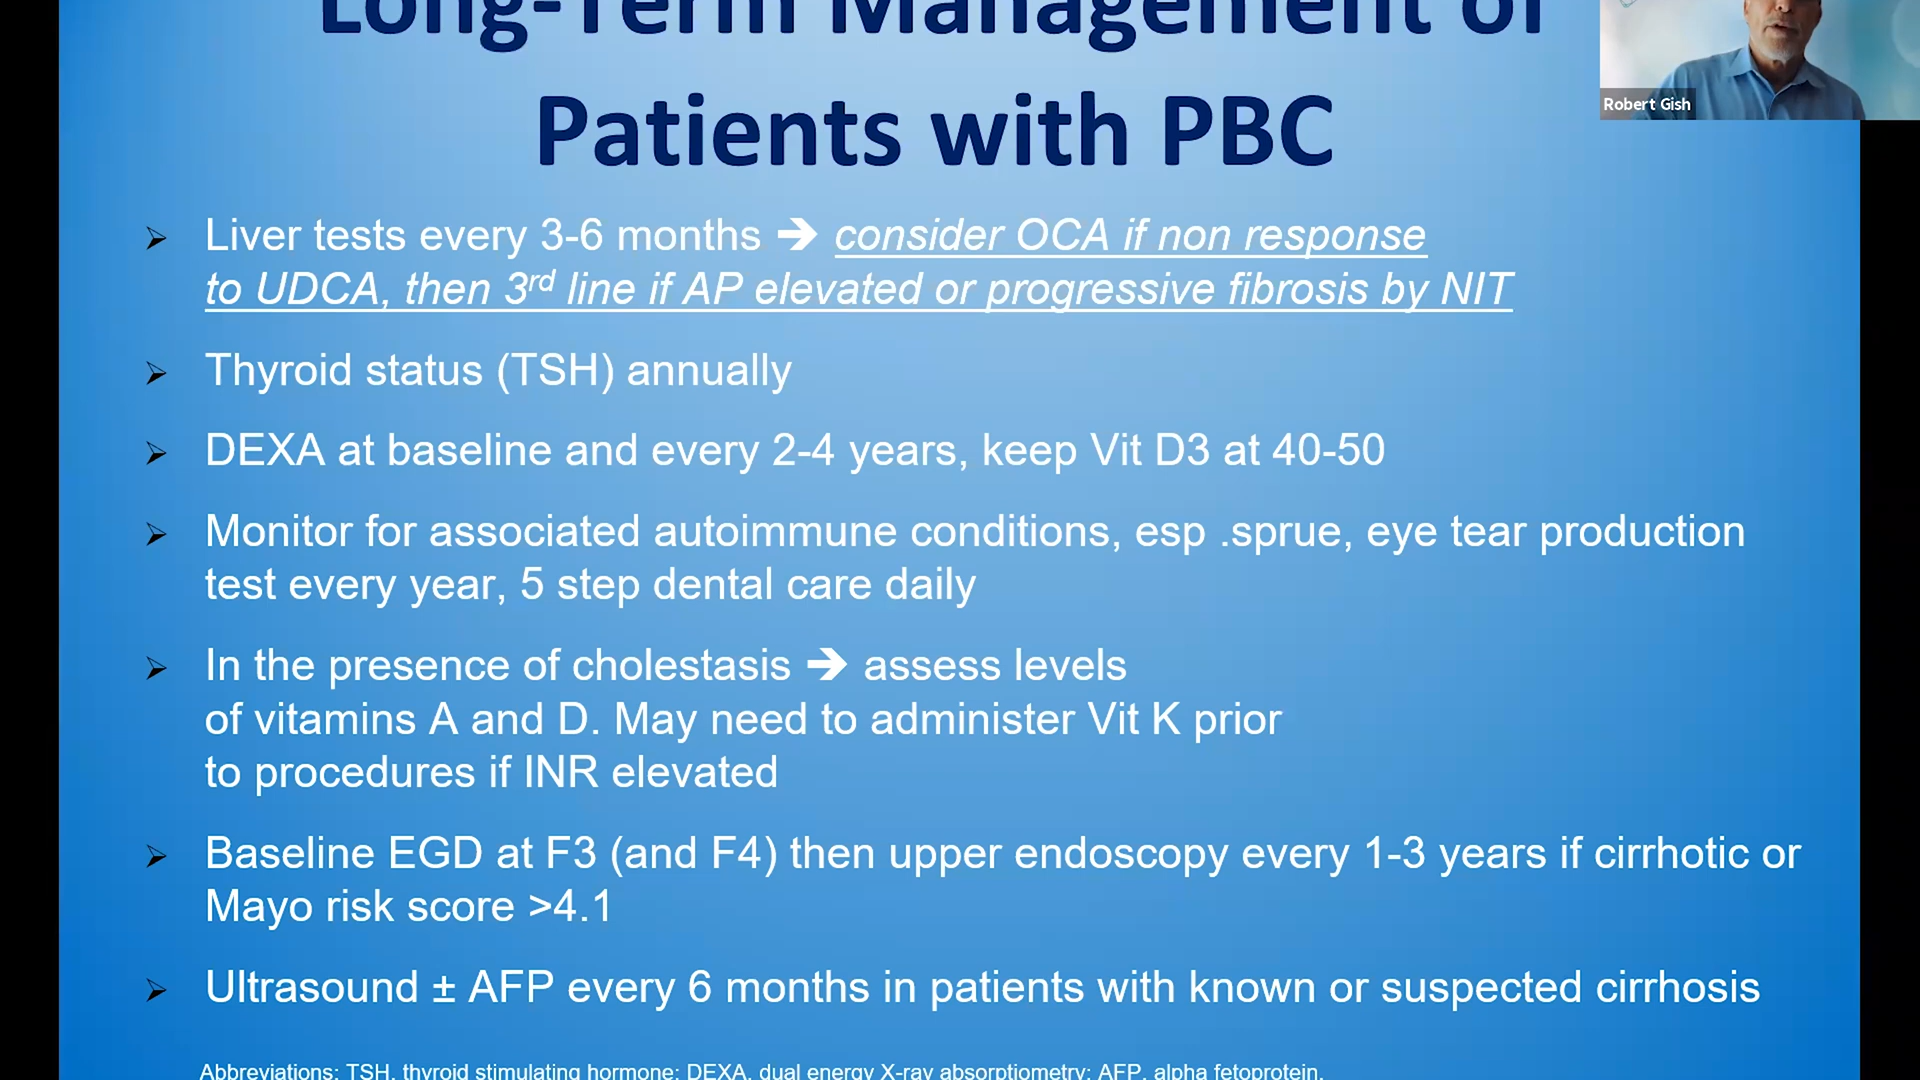 Long-Term Management of
Patients with PBC
Robert Gish
➢ Liver tests every 3-6 months ➔ consider OCA if non response
to UDCA, then 3rd line if AP elevated or progressive fibrosis by NIT
➢ Thyroid status (TSH) annually
➢ DEXA at baseline and every 2-4 years, keep Vit D3 at 40-50
➢ Monitor for associated autoimmune conditions, esp .sprue, eye tear production
test every year, 5 step dental care daily
➢ In the presence of cholestasis ➔ assess levels
of vitamins A and D. May need to administer Vit K prior
to procedures if INR elevated
➢ Baseline EGD at F3 (and F4) then upper endoscopy every 1-3 years if cirrhotic or
Mayo risk score >4.1
➢ Ultrasound ± AFP every 6 months in patients with known or suspected cirrhosis
Abbreviations: TSH, thyroid stimulating hormone; DEXA, dual energy X-ray absorptiometry; AFP, alpha fetoprotein.